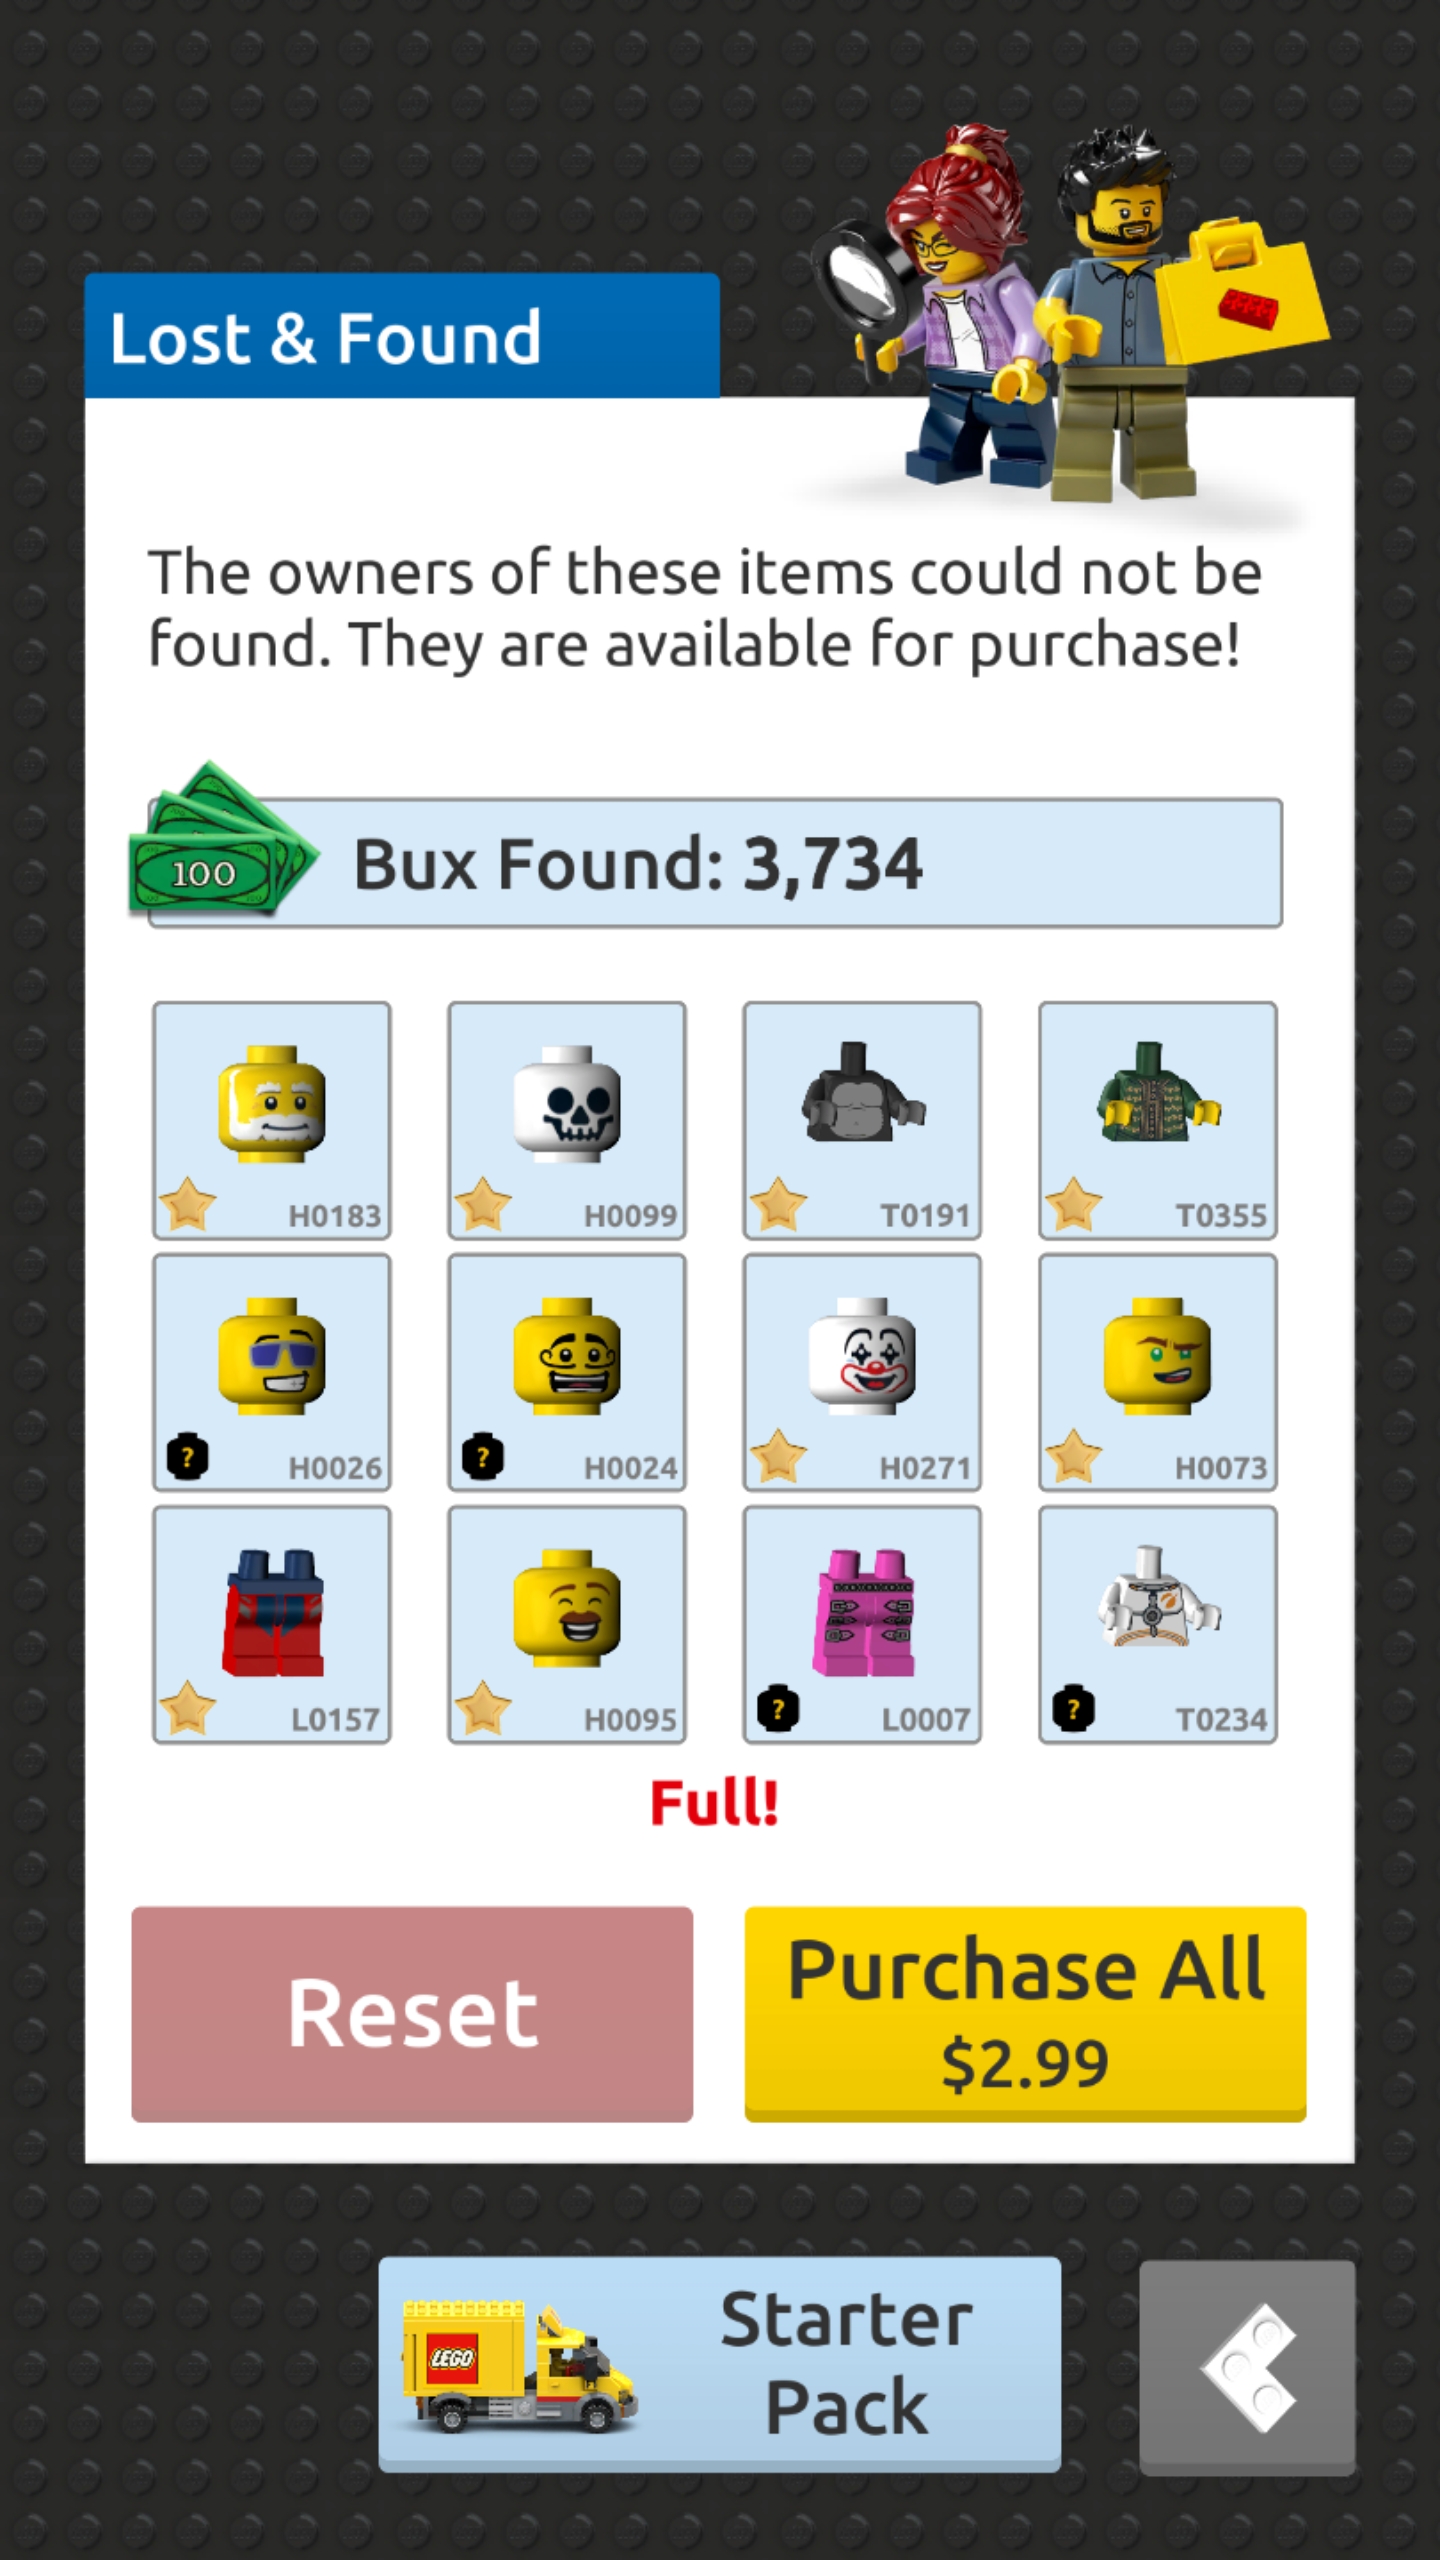 Lost & Found
The owners of these items could not be
found. They are available for purchase!
100
Bux Found: 3,734
H0183
H0099
T0191
T0355
?
H0026
?
H0024
H0271
H0073
L0157
H0095
?
L0007
?
T0234
Full!
Reset
Purchase All
$2.99
LEGO
Starter
Pack